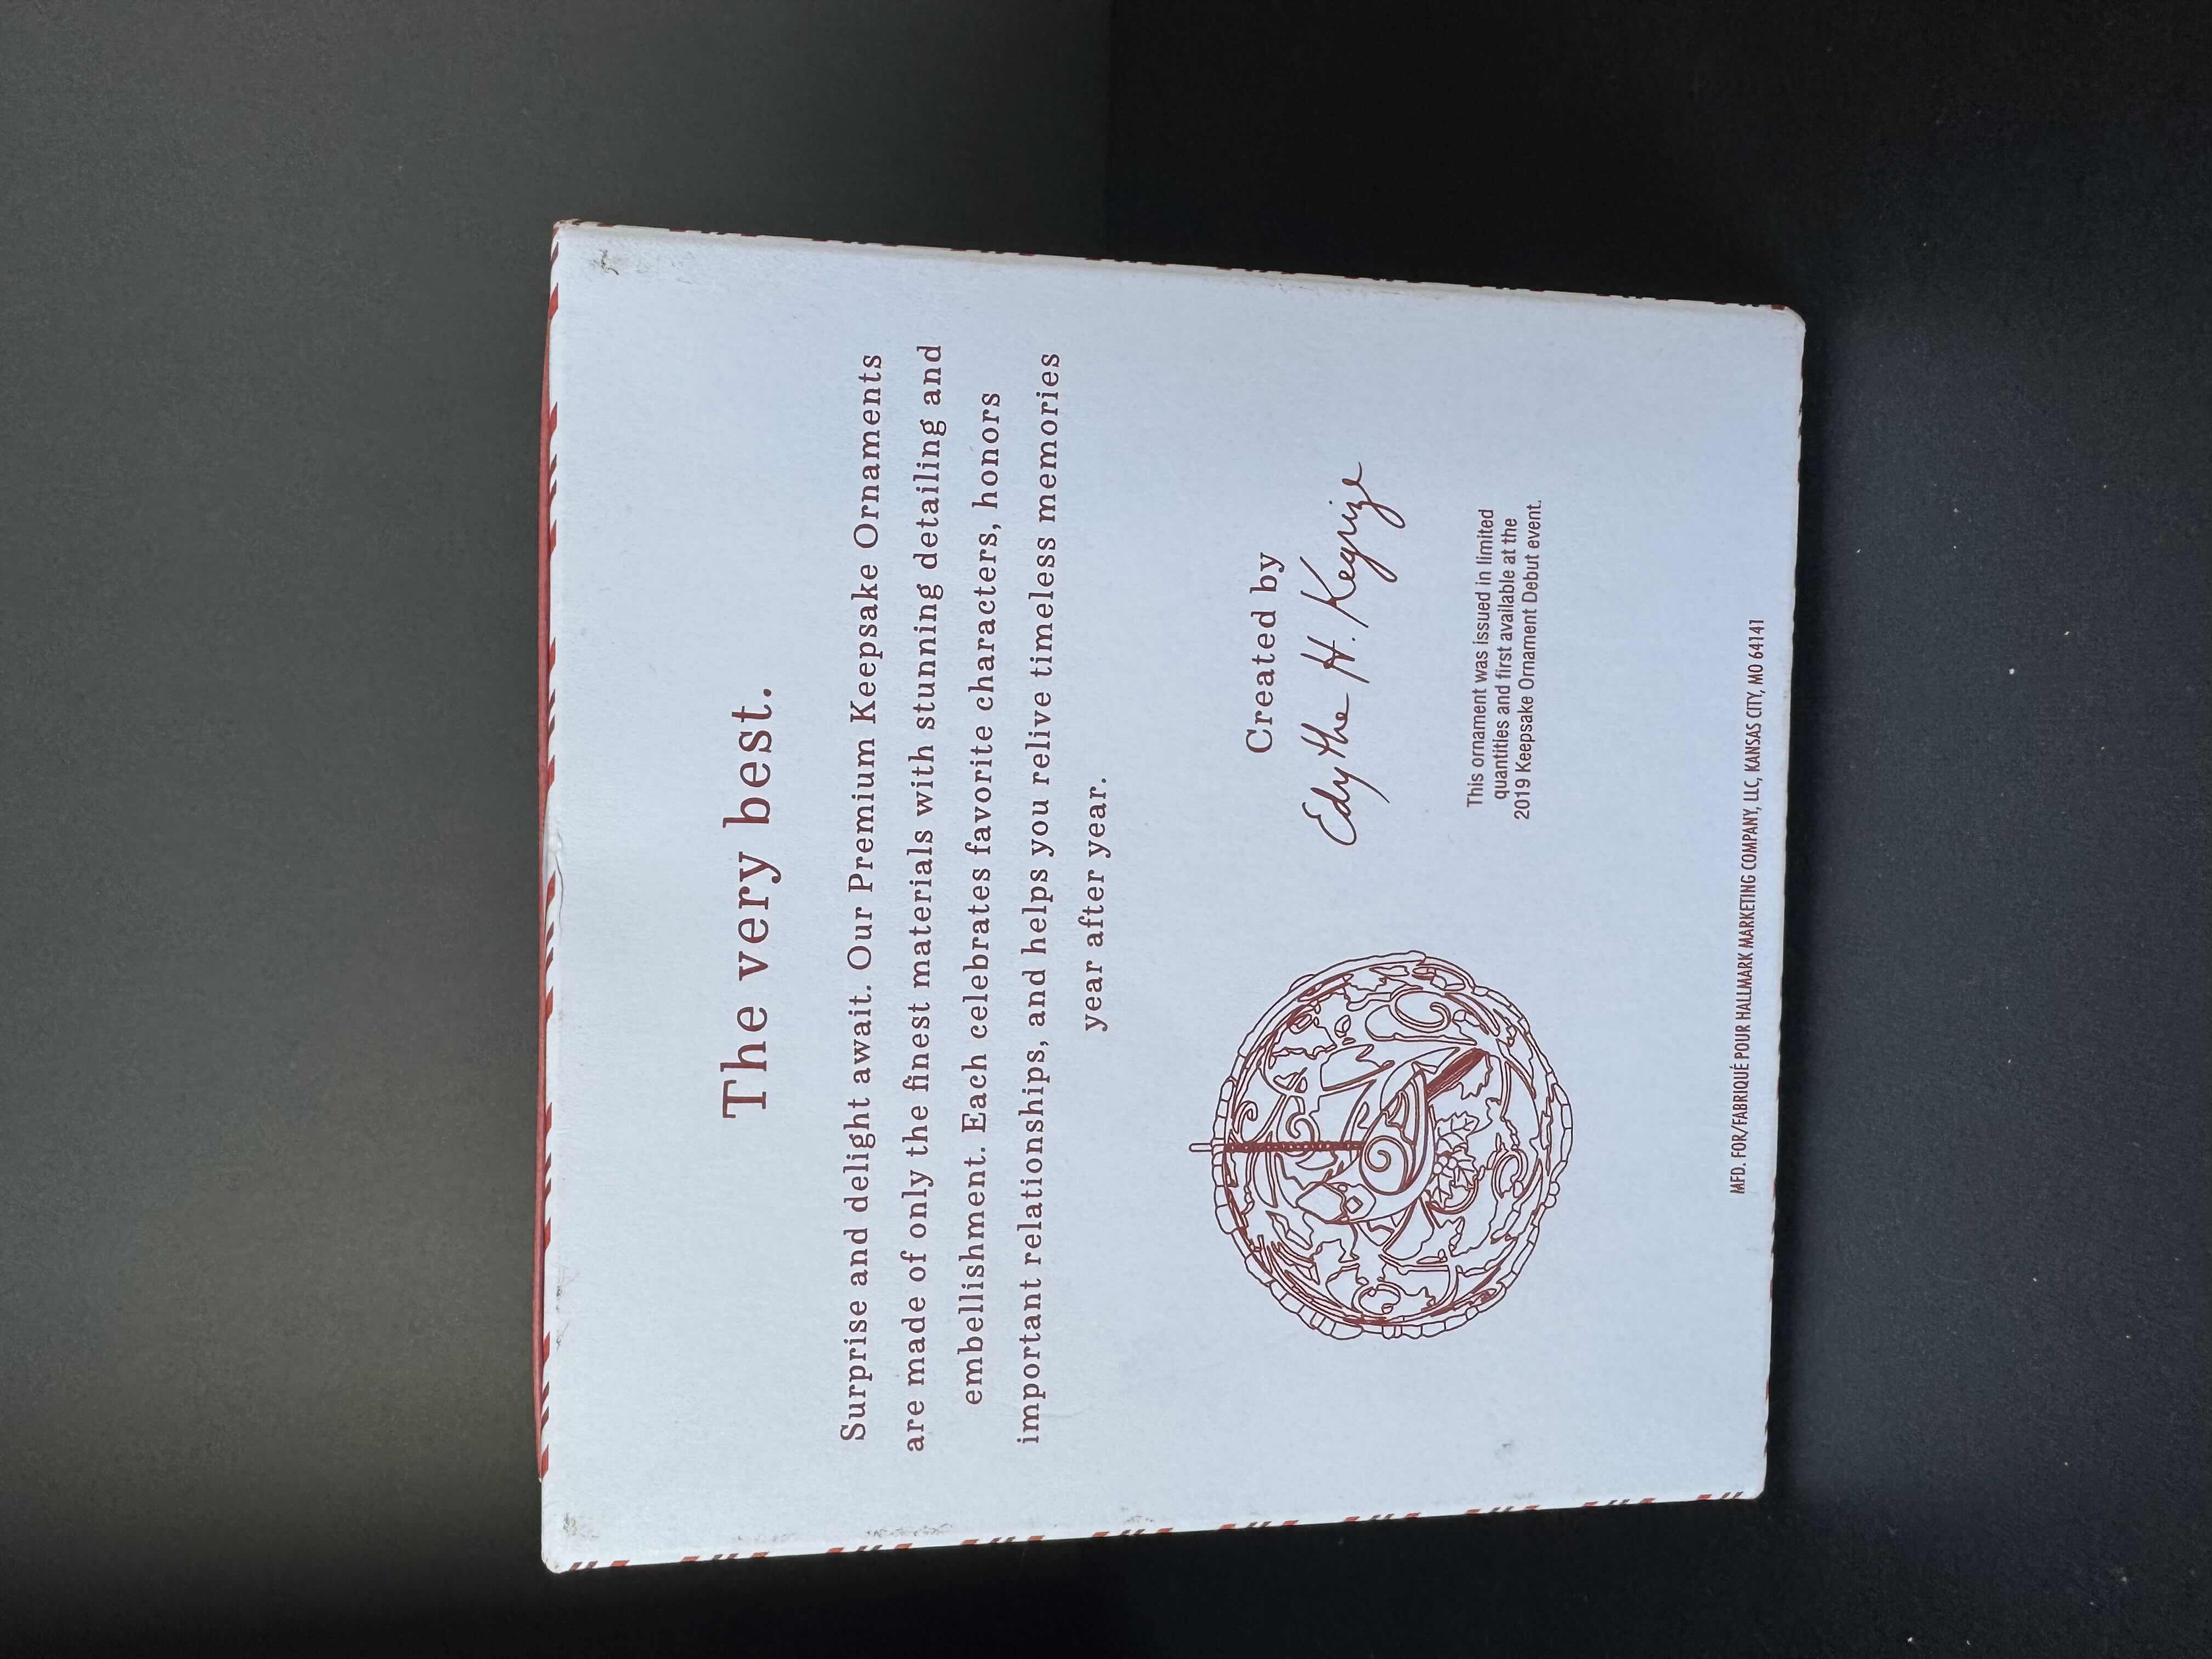 The very best.
Surprise and delight await. Our Premium Keepsake Ornaments
are made of only the finest materials with stunning detailing and
embellishment. Each celebrates favorite characters, honors
important relationships, and helps you relive timeless memories
year after year.
Created by
Edythe H. Kegrize
This ornament was issued in limited
quantities and first available at the
2019 Keepsake Ornament Debut event.
MFD. FOR/FABRIQUÉ POUR HALLMARK MARKETING COMPANY, LLC, KANSAS CITY, MO 64141